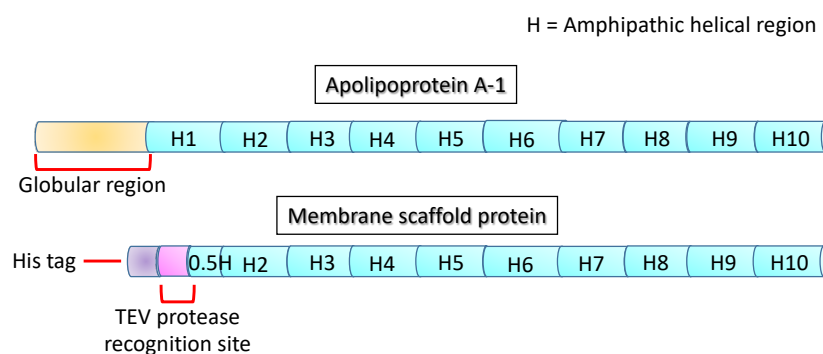 H = Amphipathic helical region
Apolipoprotein A-1
H1 H2 H3 H4 H5 H6 H7 H8 H9 H10
Globular region
Membrane scaffold protein
His tag
0.5H H2 H3 H4 H5 H6 H7 H8 H9 H10
TEV protease
recognition site